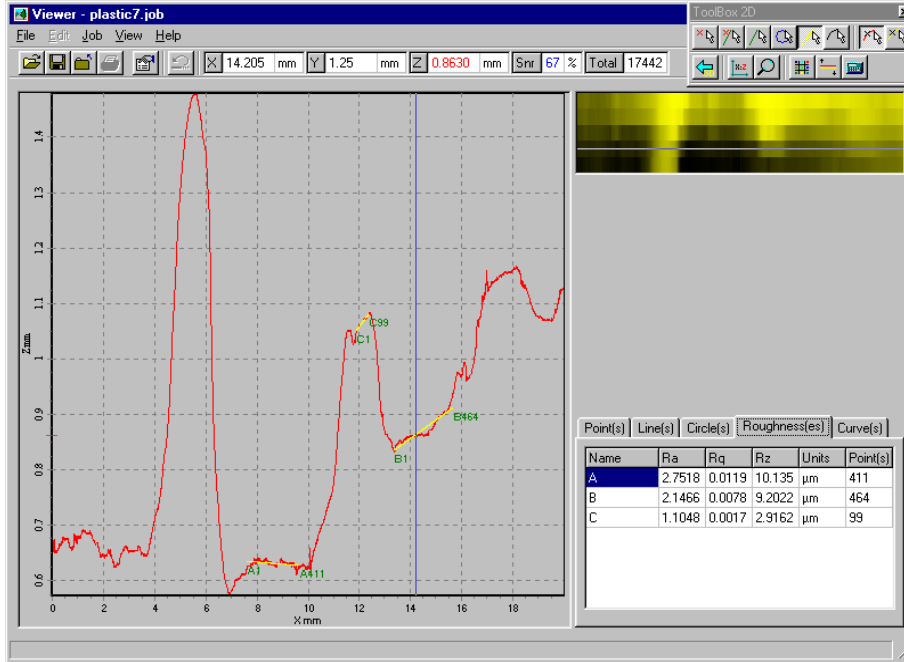 Viewer - plastic7.job
ToolBox 2D
File Edit Job View Help
X 14.205 mm Y 1.25 mm Z 0.8630 mm Snr 67 % Total 17442
X:Z
1.4
1.3
1.2
1.1
1
0.9
0.8
0.7
0.6
Z mm
C99
C1
B464
B1
A1
A411
0 2 4 6 8 10 12 14 16 18
X mm
Point(s) Line(s) Circle(s) Roughness(es) Curve(s)
Name Ra Rq Rz Units Point(s)
A 2.7518 0.0119 10.135 µm 411
B 2.1466 0.0078 9.2022 µm 464
C 1.1048 0.0017 2.9162 µm 99